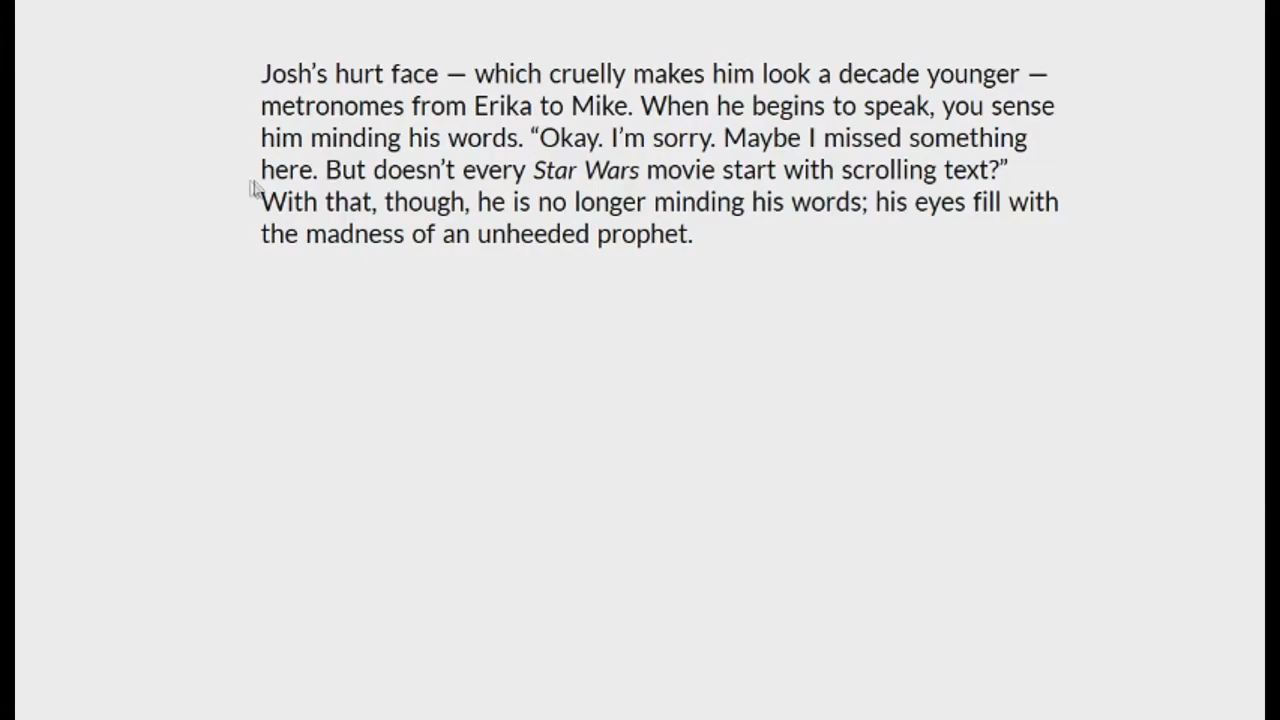 Josh’s hurt face — which cruelly makes him look a decade younger —
metronomes from Erika to Mike. When he begins to speak, you sense
him minding his words. “Okay. I’m sorry. Maybe I missed something
here. But doesn’t every Star Wars movie start with scrolling text?”
With that, though, he is no longer minding his words; his eyes fill with
the madness of an unheeded prophet.